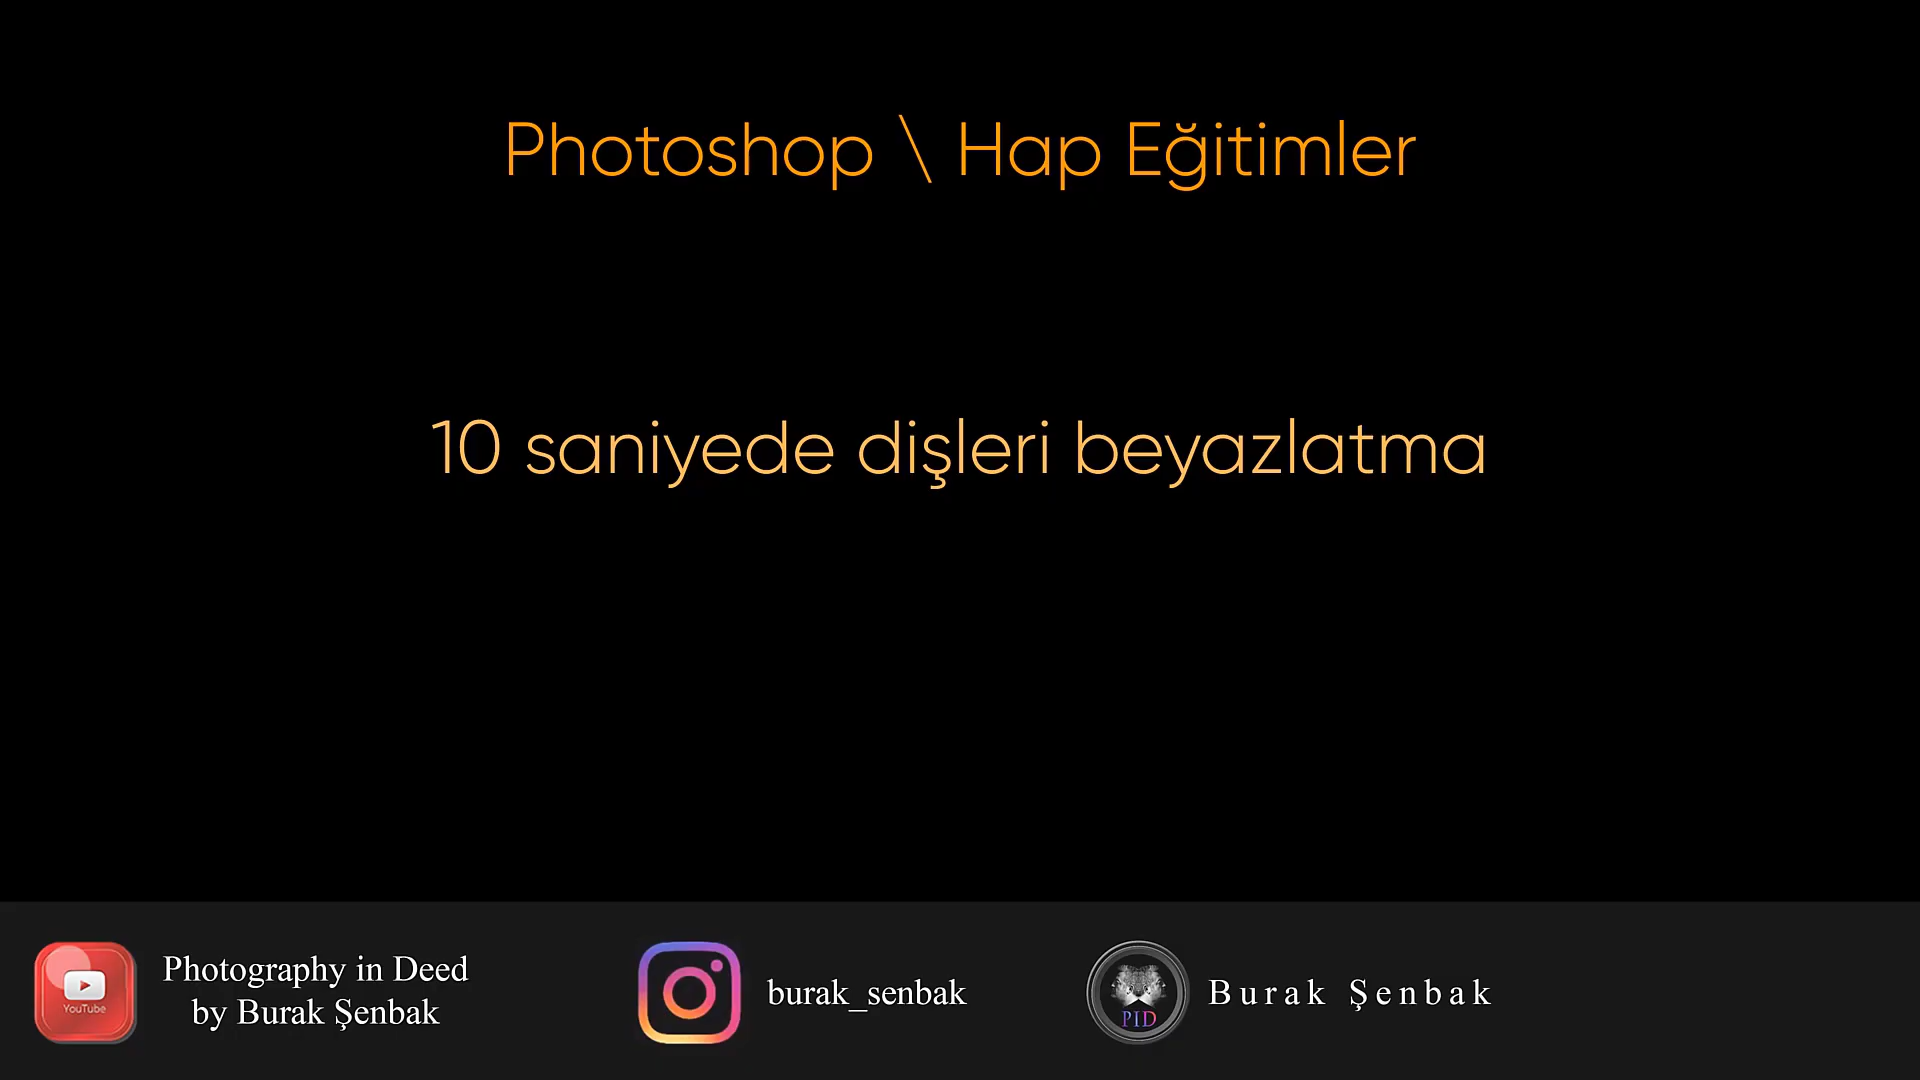 Photoshop \ Hap Eğitimler
10 saniyede dişleri beyazlatma
YouTube
Photography in Deed
by Burak Şenbak
burak_senbak
PID
Burak Şenbak